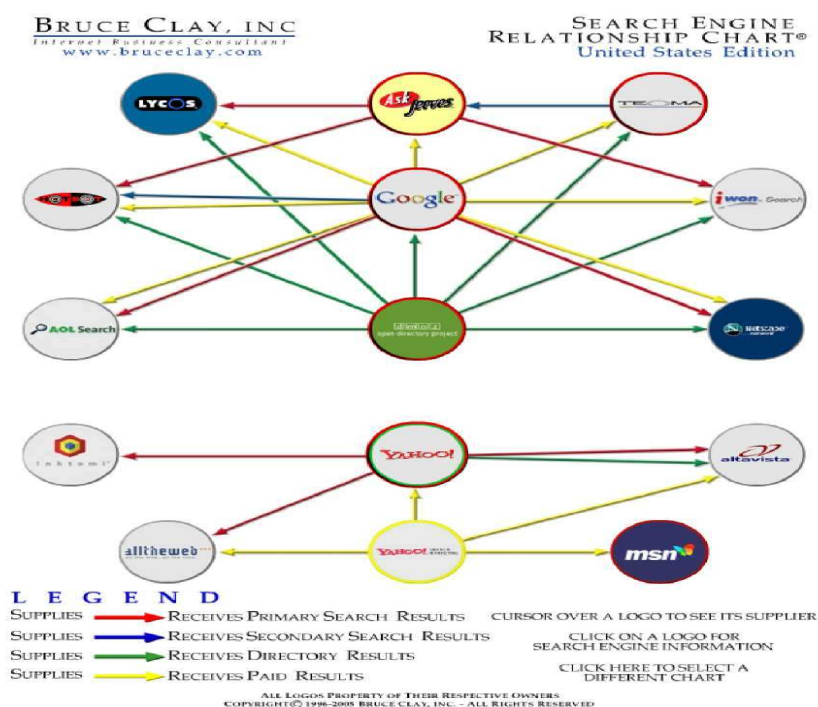 BRUCE CLAY, INC
Internet Business Consultant
www.bruceclay.com
SEARCH ENGINE
RELATIONSHIP CHART®
United States Edition
LYCOS
Ask Jeeves
TEOMA
HOTBOT
Google™
iwon Search
AOL Search
dmoz
open directory project
Netscape
network
inktomi
YAHOO!
altavista
alltheweb
YAHOO!
msn
LEGEND
SUPPLIES RECEIVES PRIMARY SEARCH RESULTS
SUPPLIES RECEIVES SECONDARY SEARCH RESULTS
SUPPLIES RECEIVES DIRECTORY RESULTS
SUPPLIES RECEIVES PAID RESULTS
CURSOR OVER A LOGO TO SEE ITS SUPPLIER
CLICK ON A LOGO FOR
SEARCH ENGINE INFORMATION
CLICK HERE TO SELECT A
DIFFERENT CHART
ALL LOGOS PROPERTY OF THEIR RESPECTIVE OWNERS
COPYRIGHT© 1996-2005 BRUCE CLAY, INC. - ALL RIGHTS RESERVED